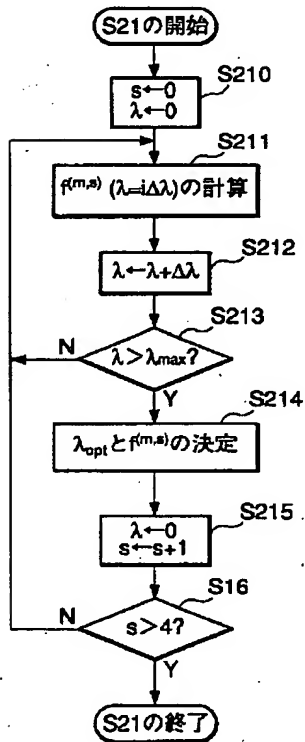 S21の開始
S210
s←0
λ←0
S211
f(m,s) (λ=iΔλ)の計算
S212
λ←λ+Δλ
S213
N
λ>λmax?
Y
S214
λoptとf(m,s)の決定
S215
λ←0
s←s+1
S16
N
s>4?
Y
S21の終了